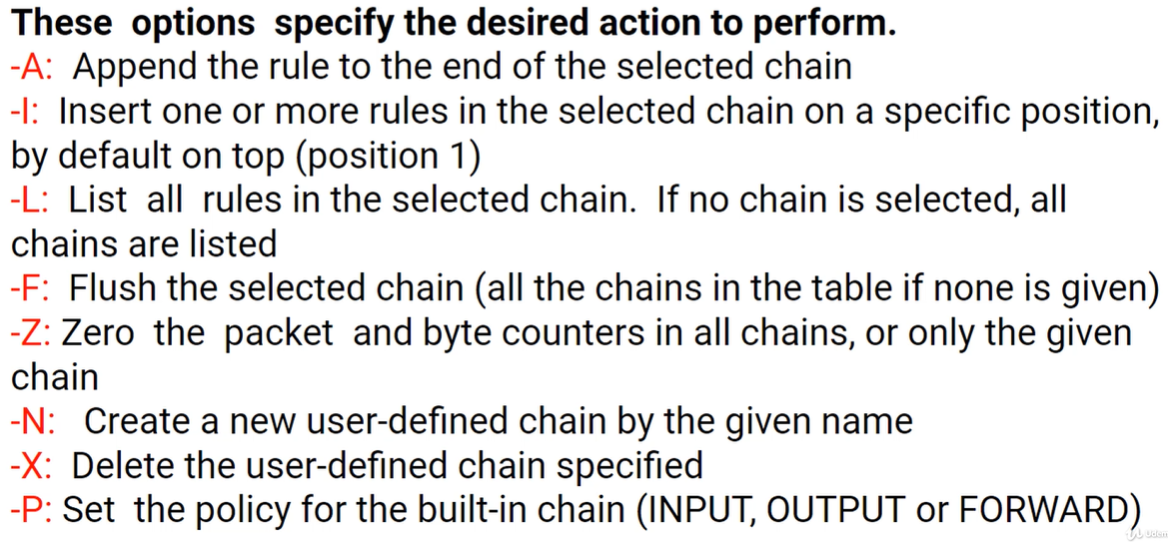 These options specify the desired action to perform.
-A: Append the rule to the end of the selected chain
-I: Insert one or more rules in the selected chain on a specific position,
by default on top (position 1)
-L: List all rules in the selected chain. If no chain is selected, all
chains are listed
-F: Flush the selected chain (all the chains in the table if none is given)
-Z: Zero the packet and byte counters in all chains, or only the given
chain
-N: Create a new user-defined chain by the given name
-X: Delete the user-defined chain specified
-P: Set the policy for the built-in chain (INPUT, OUTPUT or FORWARD)